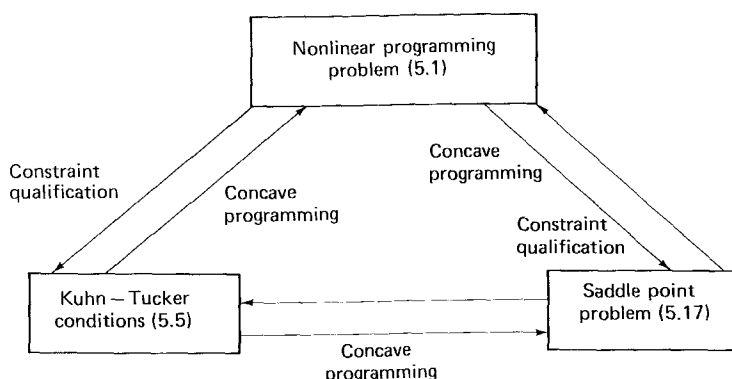 Nonlinear programming
problem (5.1)
Constraint
qualification
Concave
programming
Concave
programming
Constraint
qualification
Kuhn – Tucker
conditions (5.5)
Saddle point
problem (5.17)
Concave
programming